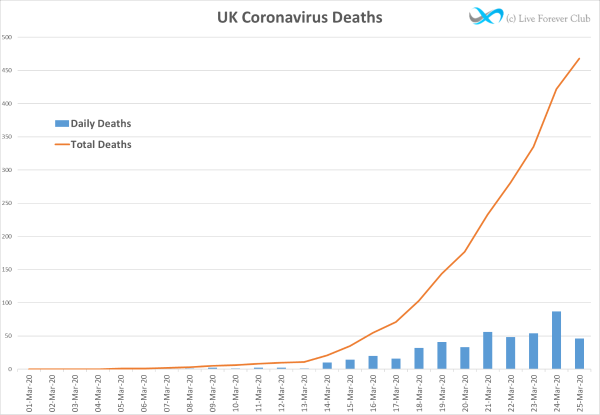 UK Coronavirus Deaths
(c) Live Forever Club
500
450
400
350
300
250
200
150
100
50
0
Daily Deaths
Total Deaths
01-Mar-20
02-Mar-20
03-Mar-20
04-Mar-20
05-Mar-20
06-Mar-20
07-Mar-20
08-Mar-20
09-Mar-20
10-Mar-20
11-Mar-20
12-Mar-20
13-Mar-20
14-Mar-20
15-Mar-20
16-Mar-20
17-Mar-20
18-Mar-20
19-Mar-20
20-Mar-20
21-Mar-20
22-Mar-20
23-Mar-20
24-Mar-20
25-Mar-20